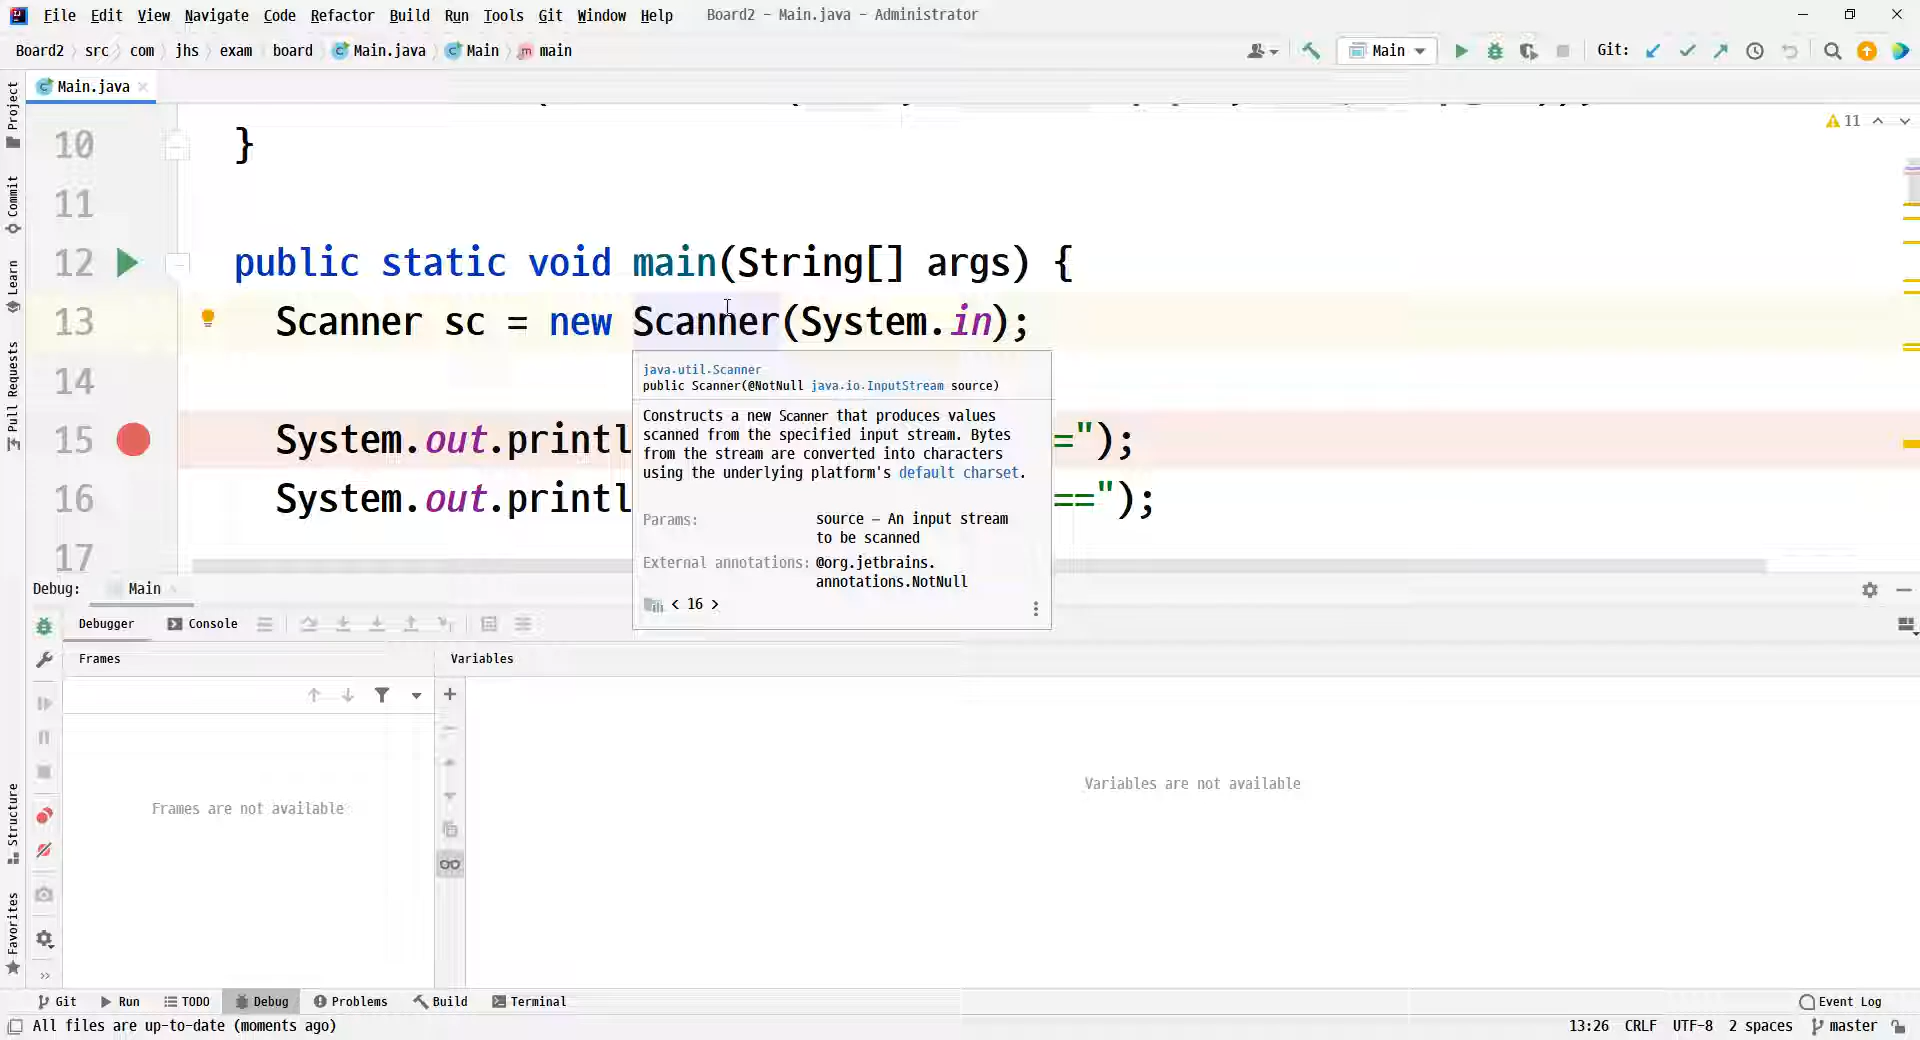 File Edit View Navigate Code Refactor Build Run Tools Git Window Help Board2 - Main.java - Administrator
Board2 src com jhs exam board Main.java Main main Main Git:
Main.java
Project
Commit
Learn
Pull Requests
Structure
Favorites
11
10 }
11
12 public static void main(String[] args) {
13 Scanner sc = new Scanner(System.in);
14
15 System.out.printl =");
16 System.out.printl ==");
17
java.util.Scanner
public Scanner(@NotNull java.io.InputStream source)
Constructs a new Scanner that produces values
scanned from the specified input stream. Bytes
from the stream are converted into characters
using the underlying platform's default charset.
Params: source – An input stream
to be scanned
External annotations: @org.jetbrains.
annotations.NotNull
< 16 >
Debug: Main
Debugger Console
Frames Variables
Frames are not available
Variables are not available
Git Run TODO Debug Problems Build Terminal Event Log
All files are up-to-date (moments ago) 13:26 CRLF UTF-8 2 spaces master